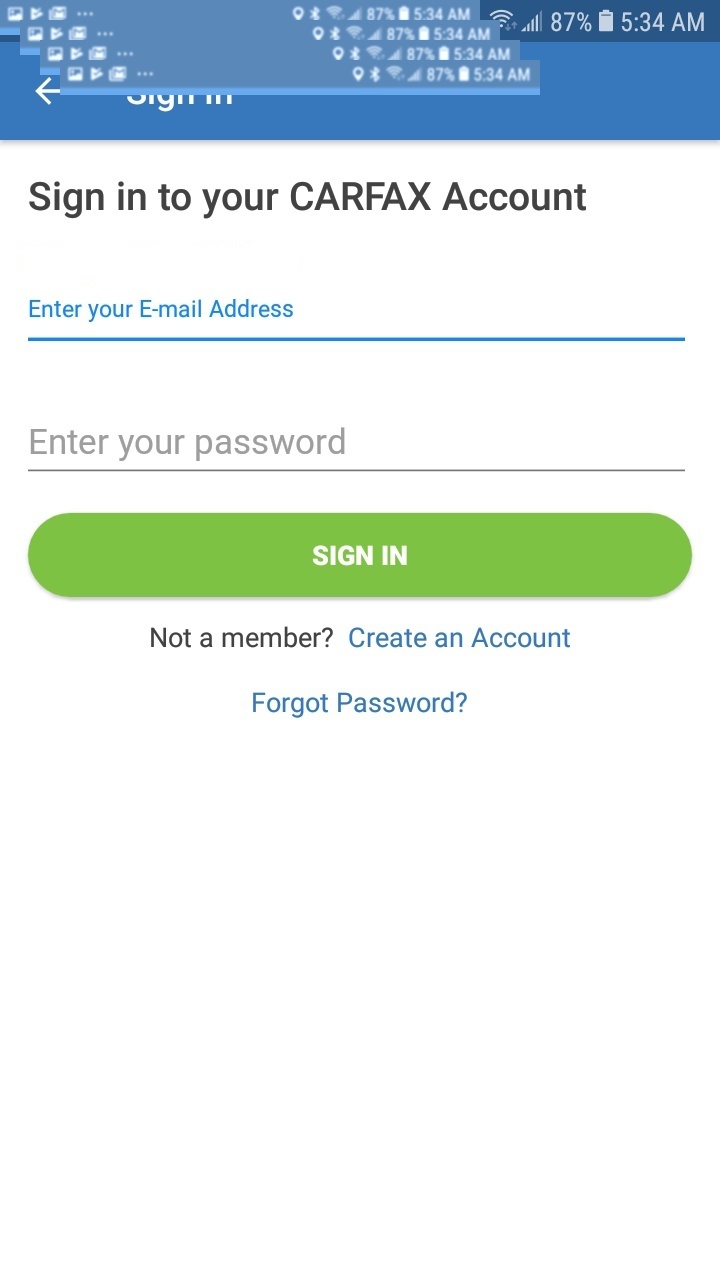 87% 5:34 AM
87% 5:34 AM
87% 5:34 AM
87% 5:34 AM
87% 5:34 AM
Sign in
Sign in to your CARFAX Account
Enter your E-mail Address
Enter your password
SIGN IN
Not a member? Create an Account
Forgot Password?